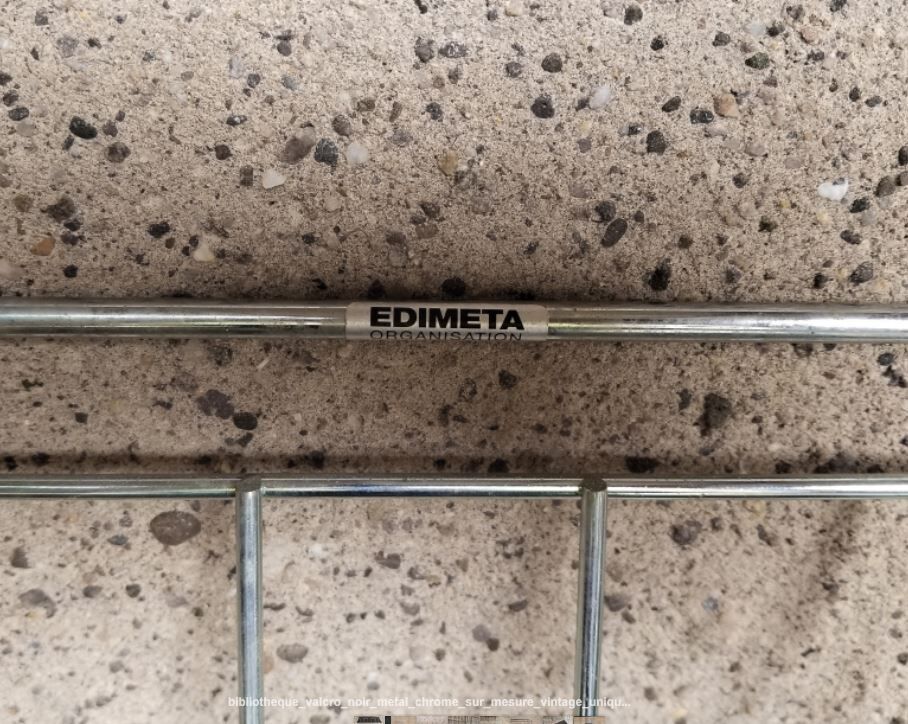 EDIMETA
ORGANISATION
bibliotheque_valcro_noir_metal_chrome_sur_mesure_vintage_uniqu...